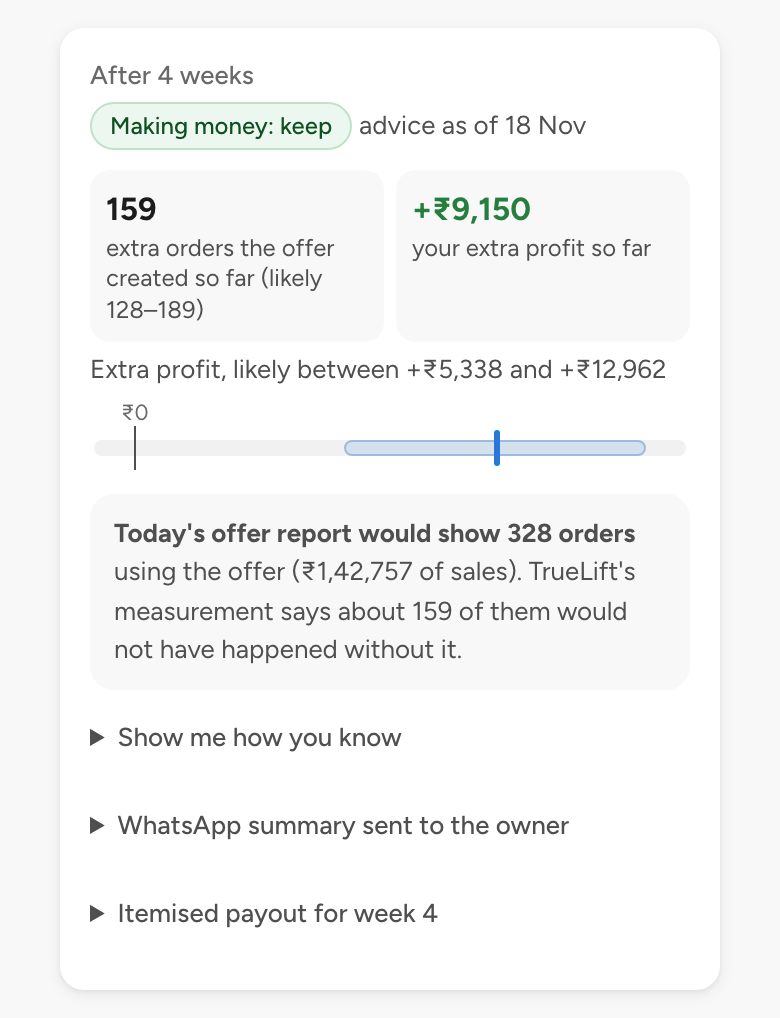 After 4 weeks
Making money: keep advice as of 18 Nov
159
extra orders the offer
created so far (likely
128–189)
+₹9,150
your extra profit so far
Extra profit, likely between +₹5,338 and +₹12,962
₹0
Today's offer report would show 328 orders
using the offer (₹1,42,757 of sales). TrueLift's
measurement says about 159 of them would
not have happened without it.
Show me how you know
WhatsApp summary sent to the owner
Itemised payout for week 4